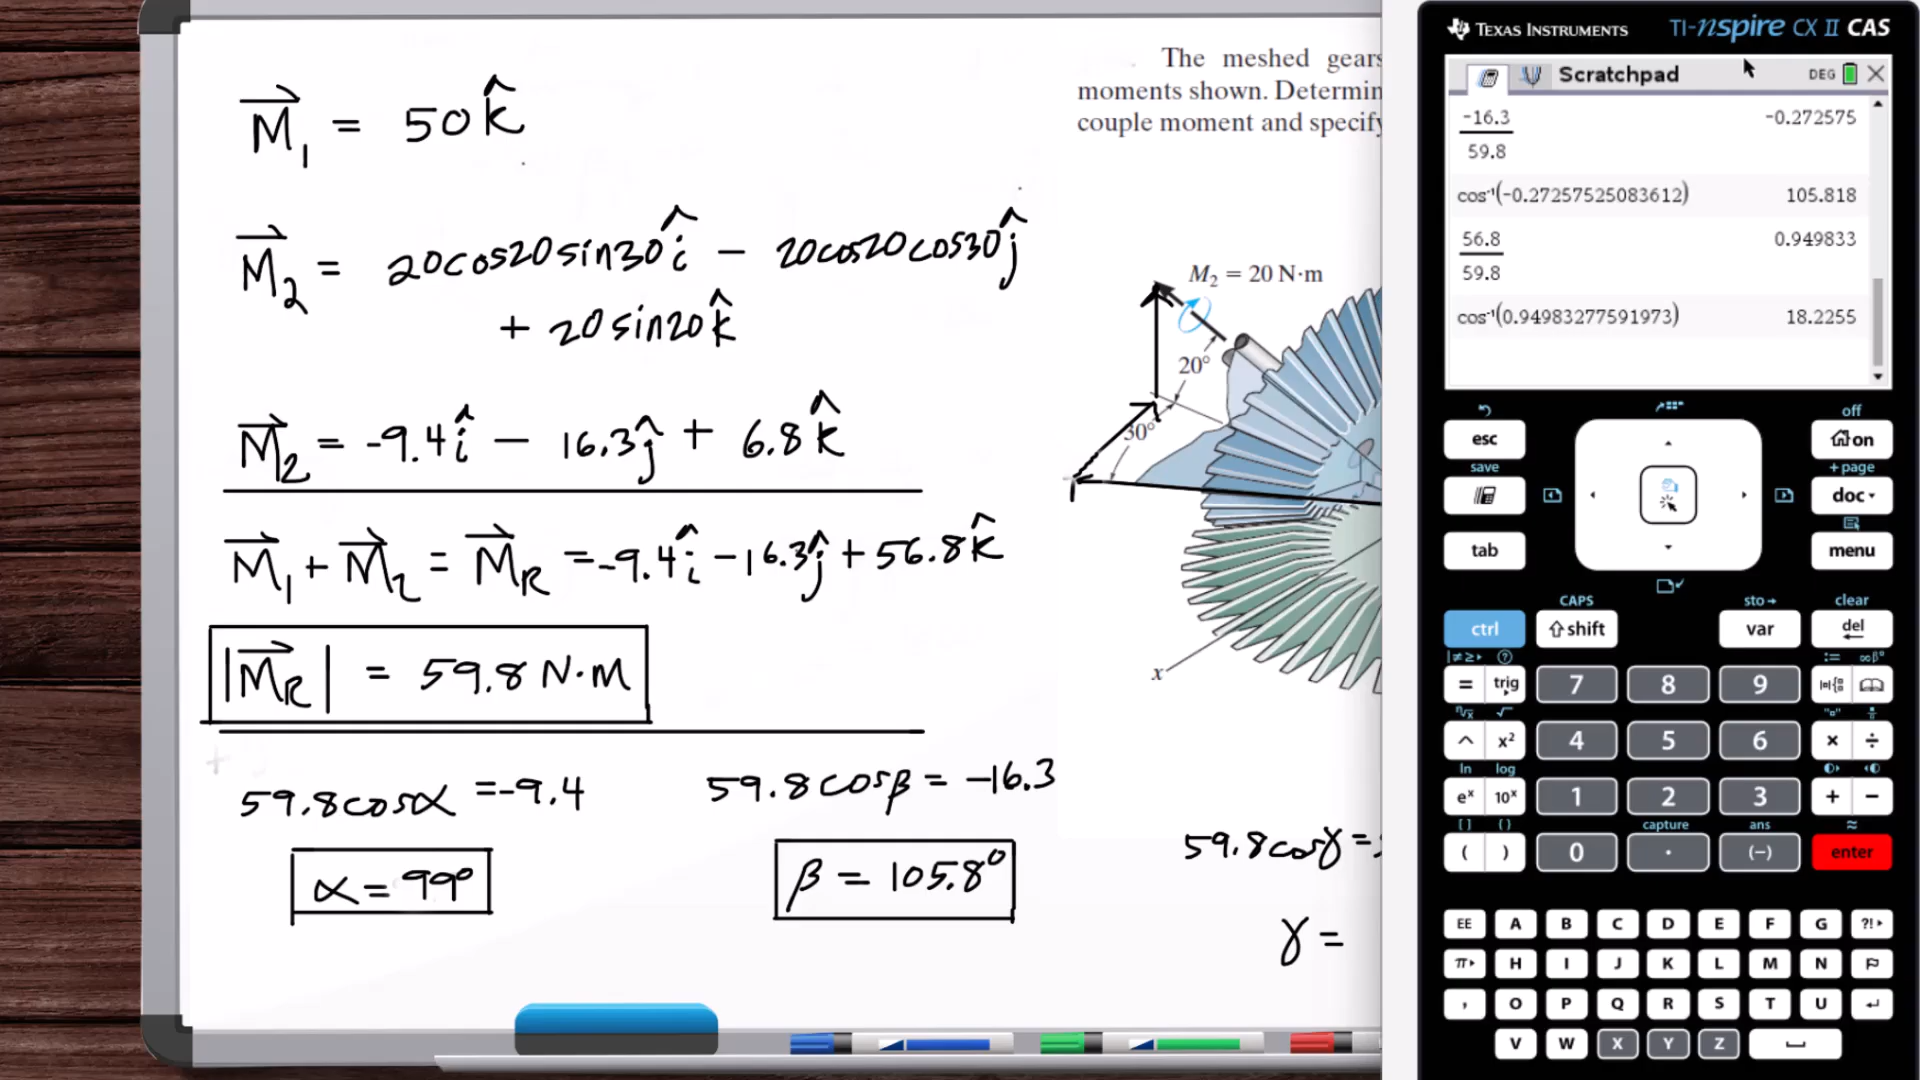 The meshed gears
moments shown. Determin
couple moment and specify
M₁ = 50k̂
M₂ = 20cos20sin30î − 20cos20cos30ĵ
+ 20sin20k̂
M₂ = -9.4î − 16.3ĵ + 6.8k̂
M₁ + M₂ = M_R = -9.4î − 16.3ĵ + 56.8k̂
|M_R| = 59.8 N·m
59.8cosα = -9.4
α = 99°
59.8cosβ = -16.3
β = 105.8°
59.8cosγ =
γ =
M₂ = 20 N·m
20°
30°
x
TEXAS INSTRUMENTS TI-nspire CX II CAS
Scratchpad DEG
-16.3
59.8
-0.272575
cos⁻¹(-0.27257525083612) 105.818
56.8
59.8
0.949833
cos⁻¹(0.94983277591973) 18.2255
off
esc on
save + page
doc
tab menu
CAPS sto → clear
ctrl shift var del
|≠≥▸ ? := ∞β°
= trig 7 8 9
ⁿ√x √
^ x² 4 5 6 × ÷
ln log
eˣ 10ˣ 1 2 3 + −
[ ] { } capture ans ≈
( ) 0 . (−) enter
EE A B C D E F G ?!▸
π▸ H I J K L M N
, O P Q R S T U
V W X Y Z